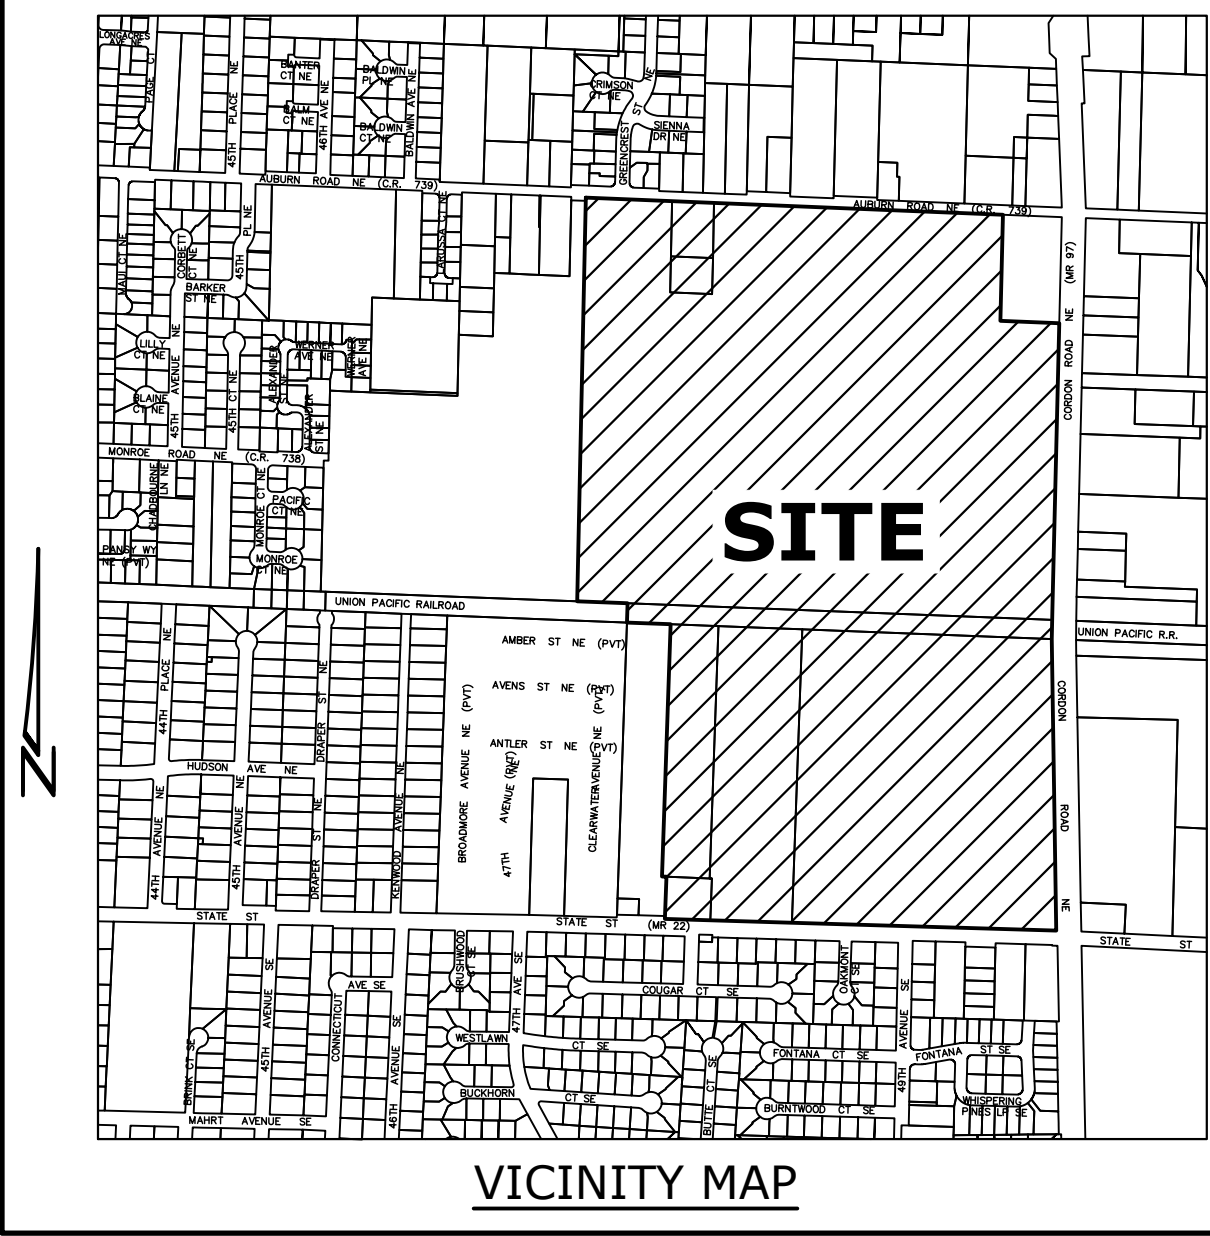 LONGACRES
AVE NE
PAGE CT
45TH PLACE NE
BANTER
CT NE
BALM
CT NE
46TH AVE NE
BALDWIN
PL NE
BALDWIN
CT NE
BALDWIN AVE NE
CRIMSON
CT NE
GREENCREST ST NE
SIENNA
DR NE
AUBURN ROAD NE (C.R. 739)
AUBURN ROAD NE (C.R. 739)
MAUI CT NE
CORBETT
CT NE
45TH PL NE
BARKER
ST NE
LARUSSA CT NE
CORDON ROAD NE (MR 97)
LILLY
CT NE
BLAINE
CT NE
45TH AVENUE NE
45TH CT NE
WERNER
AVE NE
WERNER
AVE NE
ALEXANDER
ST NE
ALEXANDER
ST NE
MONROE ROAD NE (C.R. 738)
CHADBOURNE
LN NE
MONROE CT NE
PACIFIC
CT NE
PANSY WY
NE (PVT)
MONROE
CT NE
SITE
UNION PACIFIC RAILROAD
UNION PACIFIC R.R.
44TH PLACE NE
DRAPER ST NE
AMBER ST NE (PVT)
AVENS ST NE (PVT)
ANTLER ST NE (PVT)
BROADMORE AVENUE NE (PVT)
47TH AVENUE NE (PVT)
CLEARWATER AVENUE NE (PVT)
HUDSON AVE NE
44TH AVENUE NE
45TH AVENUE NE
DRAPER ST NE
KENWOOD AVENUE NE
CORDON ROAD NE
STATE ST
STATE ST (MR 22)
STATE ST
BRINK CT SE
45TH AVENUE SE
CONNECTICUT
AVE SE
46TH AVENUE SE
BRUSHWOOD
CT SE
47TH AVE SE
COUGAR CT SE
OAKMONT
CT SE
49TH AVENUE SE
WESTLAWN CT SE
BUCKHORN CT SE
BUTTE CT SE
FONTANA CT SE
FONTANA ST SE
BURNTWOOD CT SE
WHISPERING
PINES LP SE
MAHRT AVENUE SE
N
VICINITY MAP